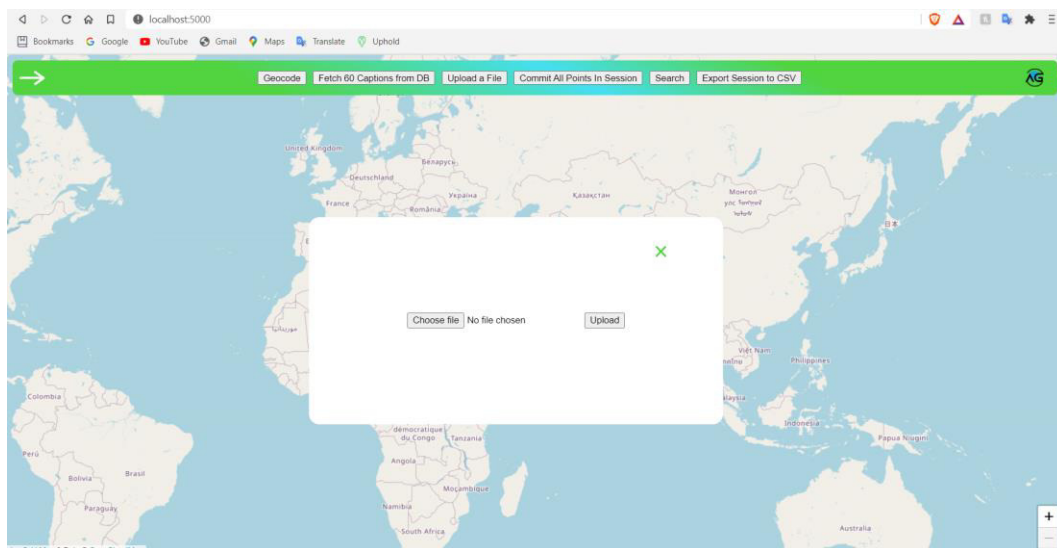 localhost:5000
Bookmarks Google YouTube Gmail Maps Translate Uphold
Geocode Fetch 60 Captions from DB Upload a File Commit All Points In Session Search Export Session to CSV AG
United Kingdom
Беларусь
Deutschland
Україна
Қазақстан
France
România
日本
Choose file No file chosen Upload
Việt Nam
Philippines
Colombia
Indonesia
démocratique
du Congo
Tanzania
Papua Niugini
Perú
Angola
Brasil
Bolivia
Moçambique
Paraguay
Namibia
Australia
South Africa